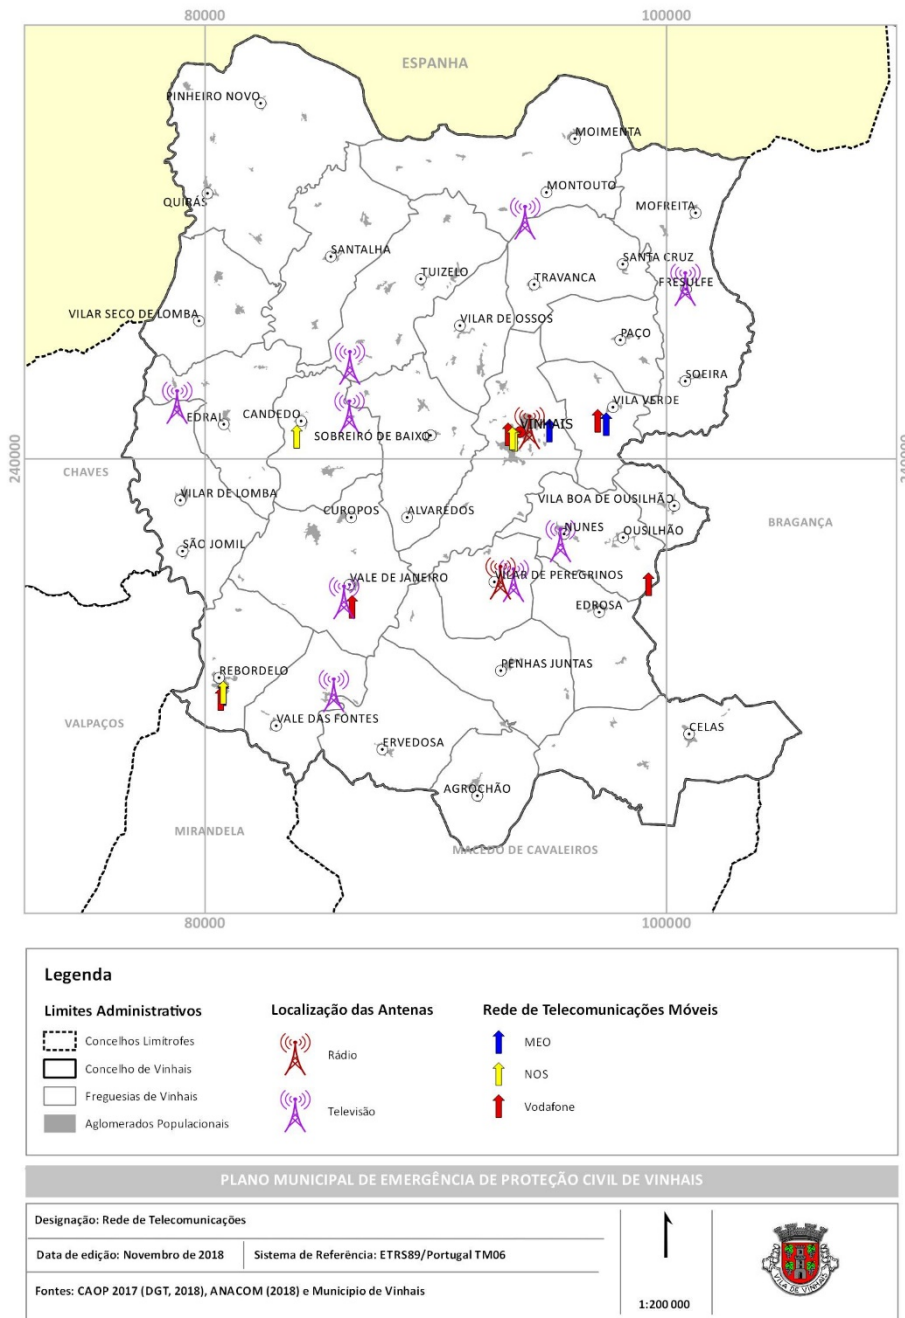 80000 100000
ESPANHA
PINHEIRO NOVO
MOIMENTA
MONTOUTO
QUIRÁS
MOFREITA
SANTALHA
SANTA CRUZ
TUIZELO
TRAVANCA
FRESULFE
VILAR SECO DE LOMBA
VILAR DE OSSOS
PAÇO
SOEIRA
VILA VERDE
EDRAL
CANDEDO
VINHAIS
SOBREIRÓ DE BAIXO
240000 240000
CHAVES
VILAR DE LOMBA
VILA BOA DE OUSILHÃO
CUROPOS
ALVAREDOS
BRAGANÇA
NUNES
OUSILHÃO
SÃO JOMIL
VALE DE JANEIRO
VILAR DE PEREGRINOS
EDROSA
REBORDELO
PENHAS JUNTAS
VALPAÇOS
VALE DAS FONTES
CELAS
ERVEDOSA
AGROCHÃO
MIRANDELA
MACEDO DE CAVALEIROS
80000 100000
Legenda
Limites Administrativos
Concelhos Limítrofes
Concelho de Vinhais
Freguesias de Vinhais
Aglomerados Populacionais
Localização das Antenas
Rádio
Televisão
Rede de Telecomunicações Móveis
MEO
NOS
Vodafone
PLANO MUNICIPAL DE EMERGÊNCIA DE PROTEÇÃO CIVIL DE VINHAIS
Designação: Rede de Telecomunicações
Data de edição: Novembro de 2018 Sistema de Referência: ETRS89/Portugal TM06
Fontes: CAOP 2017 (DGT, 2018), ANACOM (2018) e Município de Vinhais
1:200 000
VILA DE VINHAIS